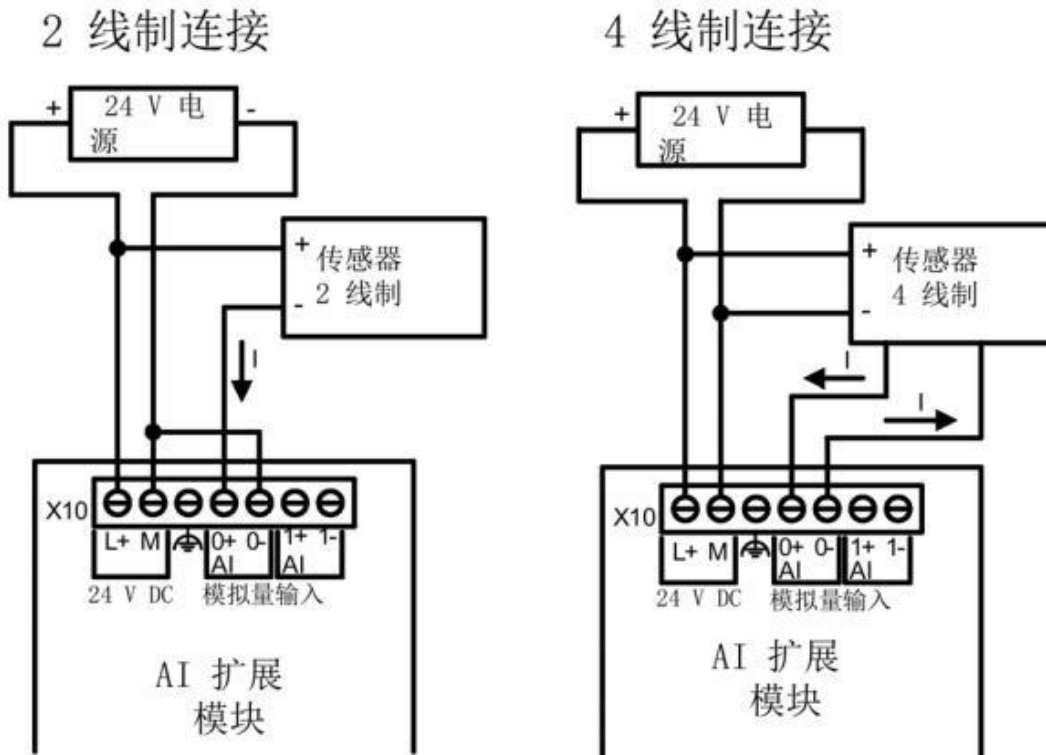 2 线制连接
+ 24 V 电 -
源
+ 传感器
- 2 线制
I
X10
L+ M 0+ 0- 1+ 1-
AI AI
24 V DC 模拟量输入
AI 扩展
模块
4 线制连接
+ 24 V 电
源
+ 传感器
4 线制
-
I
I
X10
L+ M 0+ 0- 1+ 1-
AI AI
24 V DC 模拟量输入
AI 扩展
模块